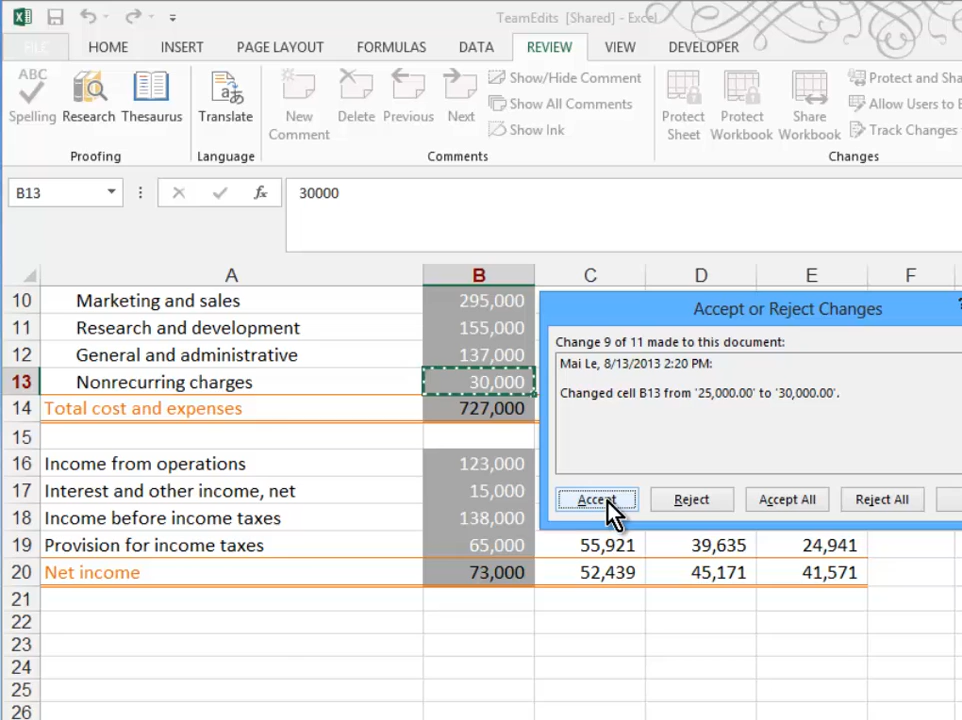 TeamEdits [Shared] - Excel
FILE HOME INSERT PAGE LAYOUT FORMULAS DATA REVIEW VIEW DEVELOPER
ABC
Spelling Research Thesaurus Translate New Comment Delete Previous Next
Show/Hide Comment
Show All Comments
Show Ink
Protect Sheet Protect Workbook Share Workbook
Protect and Sha
Allow Users to E
Track Changes
Proofing Language Comments Changes
B13 fx 30000
A B C D E F
10 Marketing and sales 295,000
11 Research and development 155,000
12 General and administrative 137,000
13 Nonrecurring charges 30,000
14 Total cost and expenses 727,000
15
16 Income from operations 123,000
17 Interest and other income, net 15,000
18 Income before income taxes 138,000
19 Provision for income taxes 65,000 55,921 39,635 24,941
20 Net income 73,000 52,439 45,171 41,571
21
22
23
24
25
26
Accept or Reject Changes ?
Change 9 of 11 made to this document:
Mai Le, 8/13/2013 2:20 PM:
Changed cell B13 from '25,000.00' to '30,000.00'.
Accept Reject Accept All Reject All